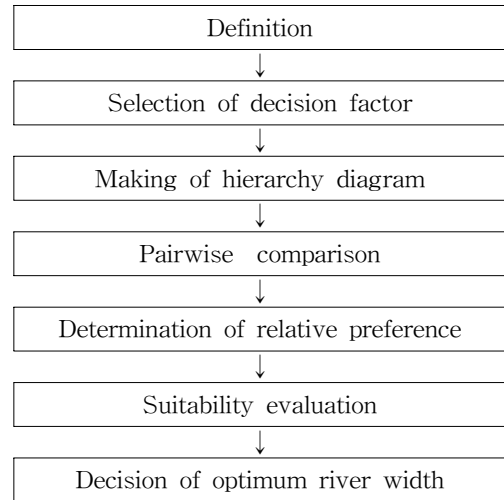 Definition
Selection of decision factor
Making of hierarchy diagram
Pairwise comparison
Determination of relative preference
Suitability evaluation
Decision of optimum river width